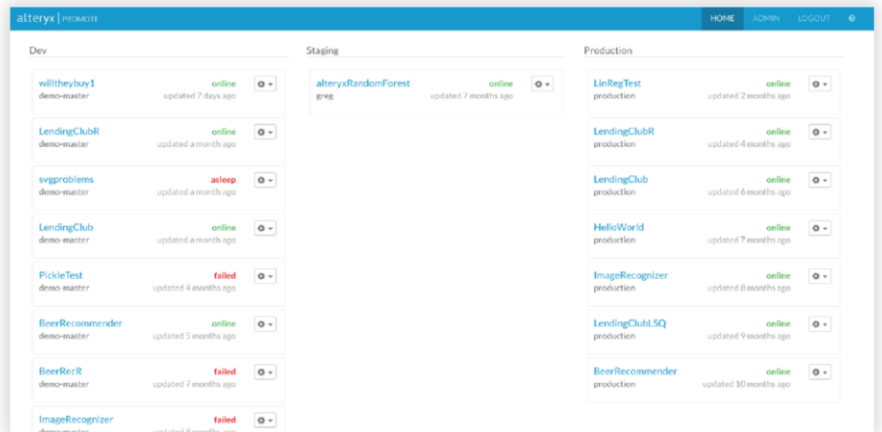 alteryx | PROMOTE HOME ADMIN LOGOUT
Dev
willtheybuy1 online
demo-master updated 7 days ago
LendingClubR online
demo-master updated a month ago
svgproblems asleep
demo-master updated a month ago
LendingClub online
demo-master updated a month ago
PickleTest failed
demo-master updated 4 months ago
BeerRecommender online
demo-master updated 5 months ago
BeerRecR failed
demo-master updated 7 months ago
ImageRecognizer failed
demo-master updated 8 months ago
Staging
alteryxRandomForest online
greg updated 7 months ago
Production
LinRegTest online
production updated 2 months ago
LendingClubR online
production updated 4 months ago
LendingClub online
production updated 6 months ago
HelloWorld online
production updated 7 months ago
ImageRecognizer online
production updated 8 months ago
LendingClubLSQ online
production updated 9 months ago
BeerRecommender online
production updated 10 months ago